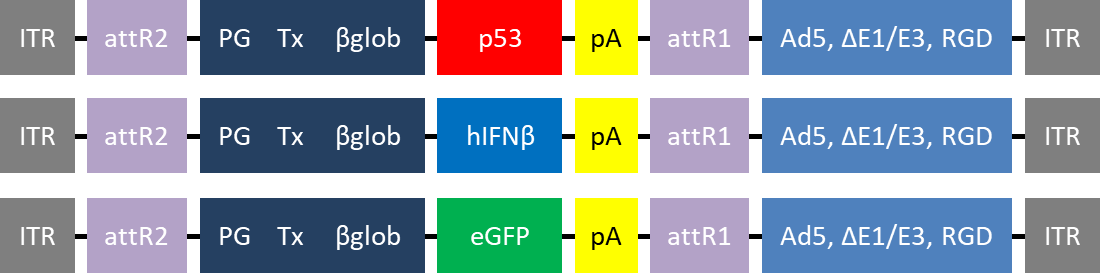 ITR attR2 PG Tx βglob p53 pA attR1 Ad5, ΔE1/E3, RGD ITR
ITR attR2 PG Tx βglob hIFNβ pA attR1 Ad5, ΔE1/E3, RGD ITR
ITR attR2 PG Tx βglob eGFP pA attR1 Ad5, ΔE1/E3, RGD ITR